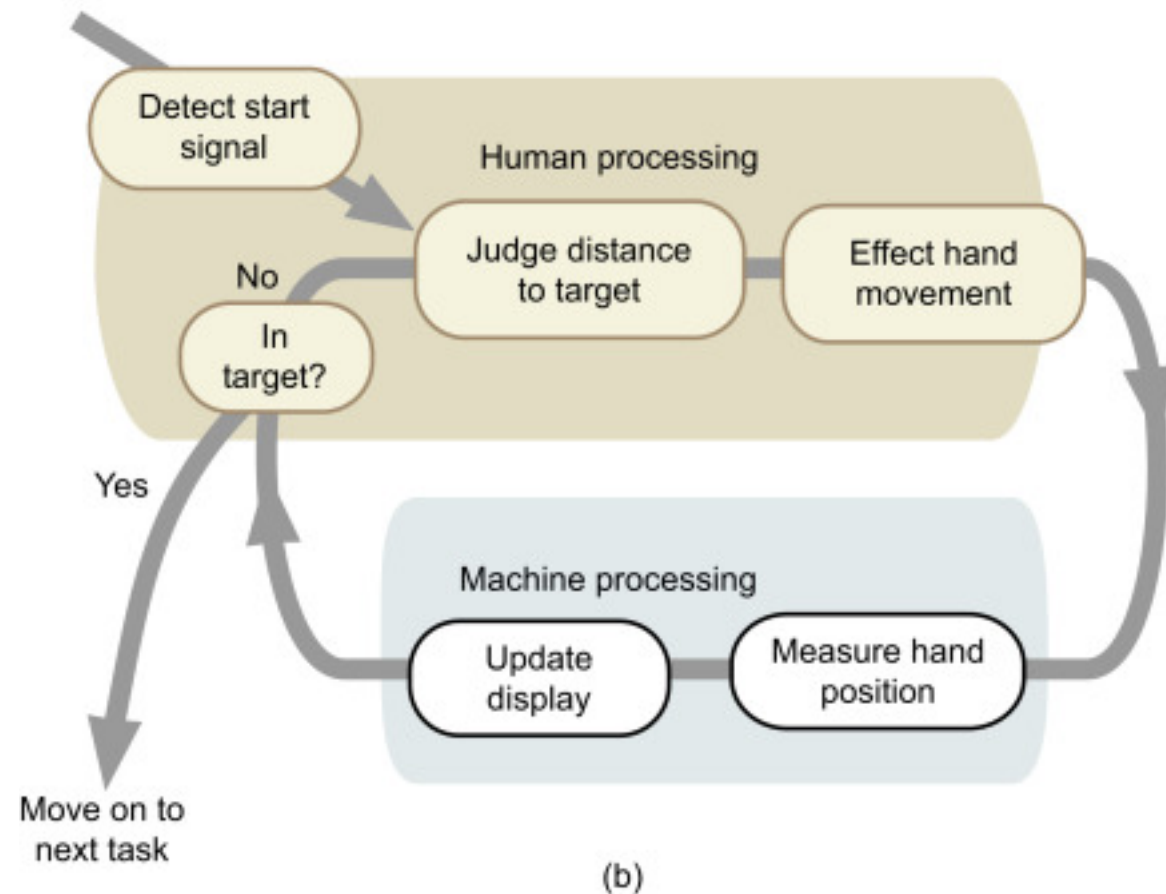 Detect start
signal
Human processing
Judge distance
to target
Effect hand
movement
No
In
target?
Yes
Machine processing
Update
display
Measure hand
position
Move on to
next task
(b)